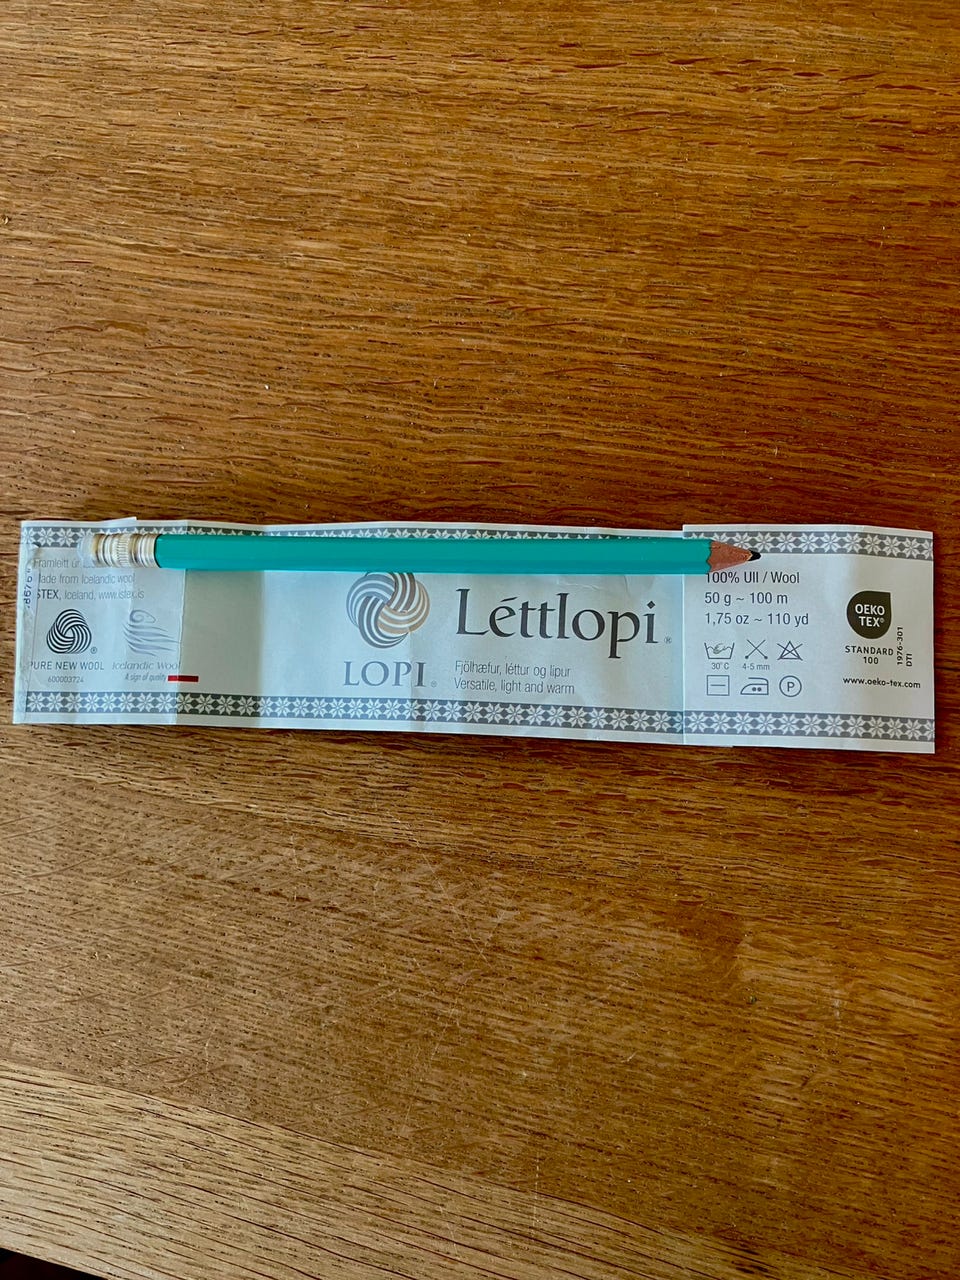 Framleitt úr
Made from Icelandic wool
ISTEX, Iceland, www.istex.is
PURE NEW WOOL
600003724
Icelandic Wool
A sign of quality
LOPI®
Léttlopi®
Fjölhæfur, léttur og lipur
Versatile, light and warm
100% Ull / Wool
50 g ~ 100 m
1,75 oz ~ 110 yd
30°C
4-5 mm
P
OEKO
TEX®
STANDARD
100
1976-301
DTI
www.oeko-tex.com